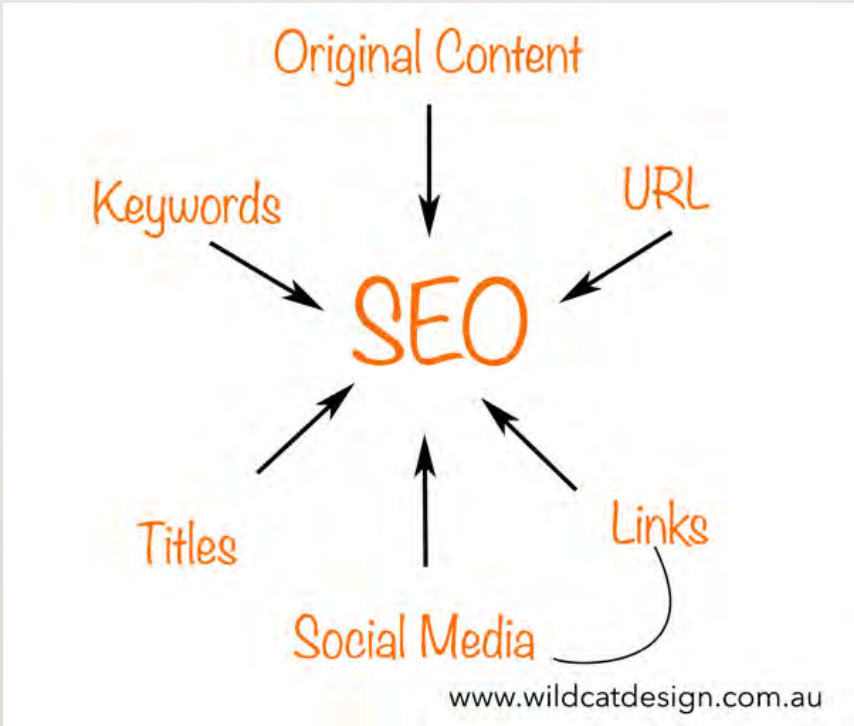 Original Content
Keywords
URL
SEO
Titles
Links
Social Media
www.wildcatdesign.com.au